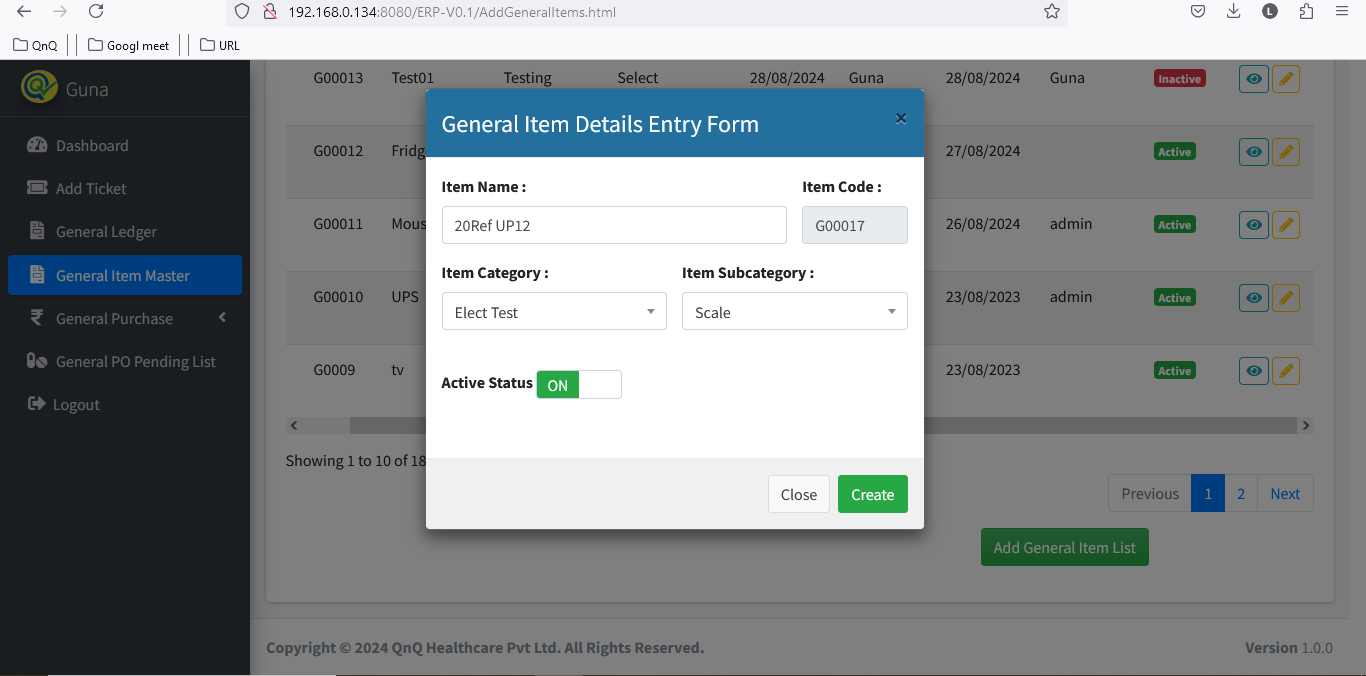 192.168.0.134:8080/ERP-V0.1/AddGeneralItems.html
L
QnQ
Googl meet
URL
Guna
Dashboard
Add Ticket
General Ledger
General Item Master
General Purchase
General PO Pending List
Logout
G00013 Test01 Testing Select 28/08/2024 Guna 28/08/2024 Guna Inactive
G00012 Fridg 27/08/2024 Active
G00011 Mous 26/08/2024 admin Active
G00010 UPS 23/08/2023 admin Active
G0009 tv 23/08/2023 Active
General Item Details Entry Form
×
Item Name : Item Code :
20Ref UP12 G00017
Item Category : Item Subcategory :
Elect Test Scale
Active Status ON
Close Create
Showing 1 to 10 of 18
Previous 1 2 Next
Add General Item List
Copyright © 2024 QnQ Healthcare Pvt Ltd. All Rights Reserved.
Version 1.0.0